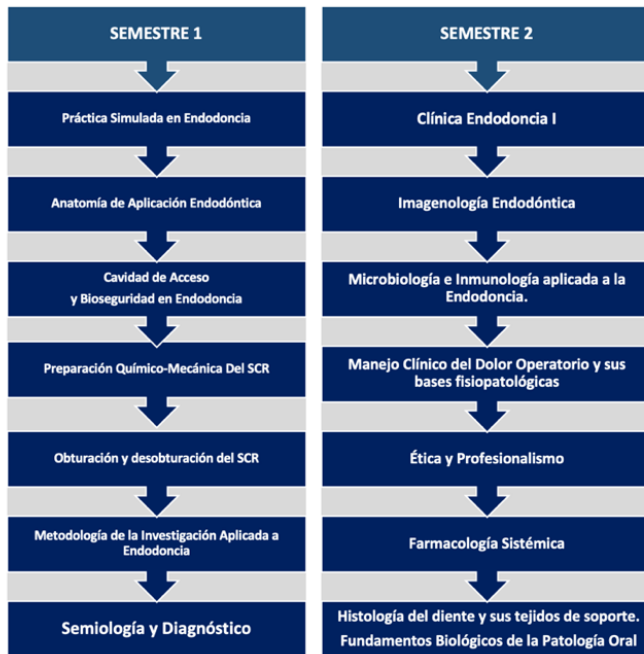 SEMESTRE 1
Práctica Simulada en Endodoncia
Anatomía de Aplicación Endodóntica
Cavidad de Acceso
y Bioseguridad en Endodoncia
Preparación Químico-Mecánica Del SCR
Obturación y desobturación del SCR
Metodología de la Investigación Aplicada a
Endodoncia
Semiología y Diagnóstico
SEMESTRE 2
Clínica Endodoncia I
Imagenología Endodóntica
Microbiología e Inmunología aplicada a la
Endodoncia.
Manejo Clínico del Dolor Operatorio y sus
bases fisiopatológicas
Ética y Profesionalismo
Farmacología Sistémica
Histología del diente y sus tejidos de soporte.
Fundamentos Biológicos de la Patología Oral